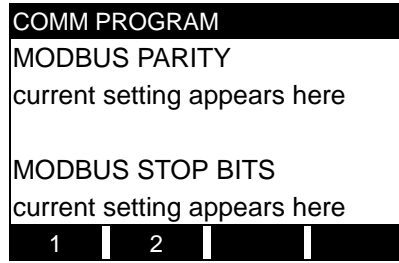 COMM PROGRAM
MODBUS PARITY
current setting appears here
MODBUS STOP BITS
current setting appears here
1 2